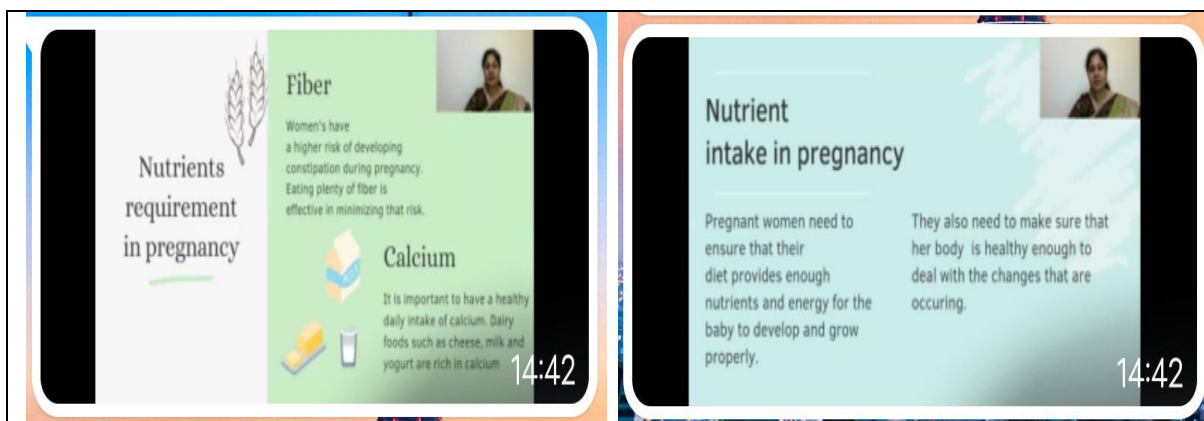 Nutrients
requirement
in pregnancy
Fiber
Women's have
a higher risk of developing
constipation during pregnancy.
Eating plenty of fiber is
effective in minimizing that risk.
Calcium
It is important to have a healthy
daily intake of calcium. Dairy
foods such as cheese, milk and
yogurt are rich in calcium
14:42
Nutrient
intake in pregnancy
Pregnant women need to
ensure that their
diet provides enough
nutrients and energy for the
baby to develop and grow
properly.
They also need to make sure that
her body is healthy enough to
deal with the changes that are
occuring.
14:42